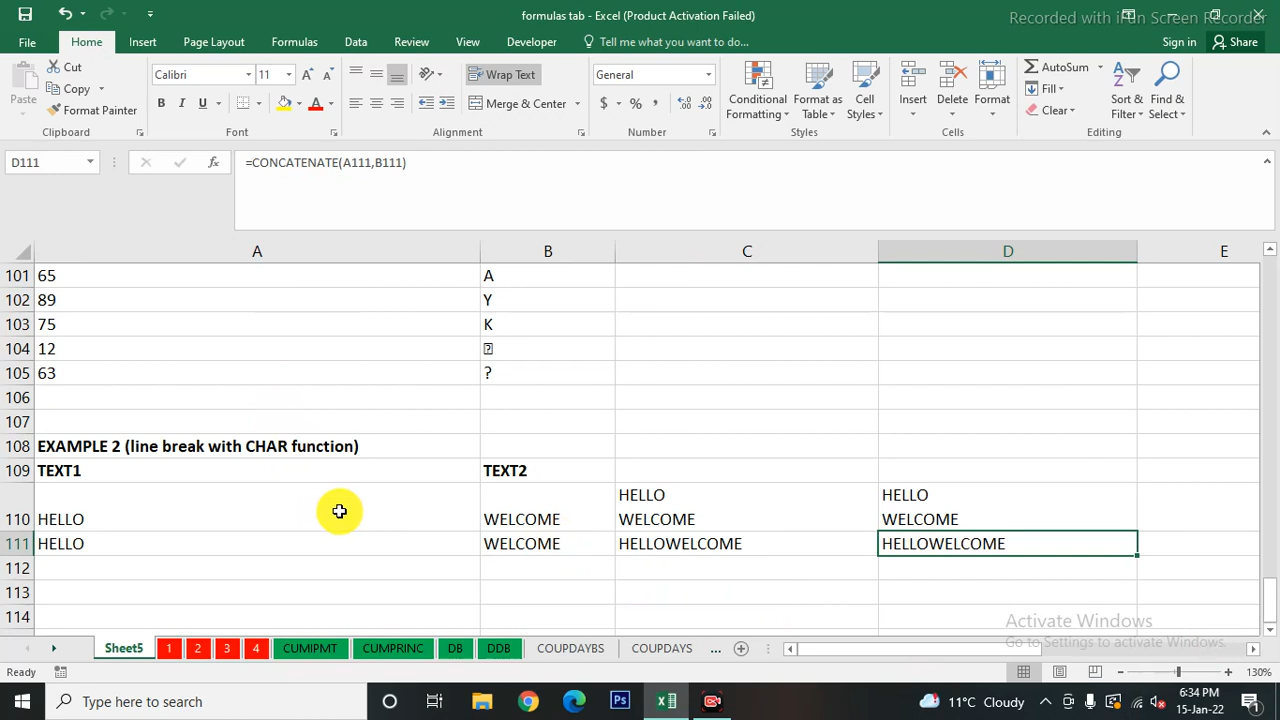 formulas tab - Excel (Product Activation Failed)
Recorded with iFun Screen Recorder
File Home Insert Page Layout Formulas Data Review View Developer Tell me what you want to do... Sign in Share
Paste Cut Copy Format Painter Clipboard
Calibri 11 B I U A Font
Wrap Text Merge & Center Alignment
General $ % , Number
Conditional Formatting Format as Table Cell Styles Styles
Insert Delete Format Cells
AutoSum Fill Clear Sort & Filter Find & Select Editing
D111 fx =CONCATENATE(A111,B111)
A B C D E
101 65 A
102 89 Y
103 75 K
104 12
105 63 ?
106
107
108 EXAMPLE 2 (line break with CHAR function)
109 TEXT1 TEXT2
HELLO HELLO
110 HELLO WELCOME WELCOME WELCOME
111 HELLO WELCOME HELLOWELCOME HELLOWELCOME
112
113
114
Activate Windows
Go to Settings to activate Windows.
Sheet5 1 2 3 4 CUMIPMT CUMPRINC DB DDB COUPDAYBS COUPDAYS ...
Ready 130%
Type here to search Ps 11°C Cloudy 6:34 PM
15-Jan-22 1